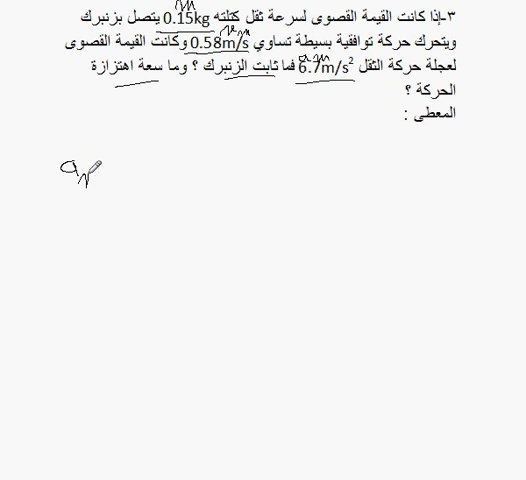 ٣-إذا كانت القيمة القصوى لسرعة ثقل كتلته 0.15kg يتصل بزنبرك
ويتحرك حركة توافقية بسيطة تساوي 0.58m/s وكانت القيمة القصوى
لعجلة حركة الثقل 6.7m/s² فما ثابت الزنبرك ؟ وما سعة اهتزازة
الحركة ؟
المعطى :